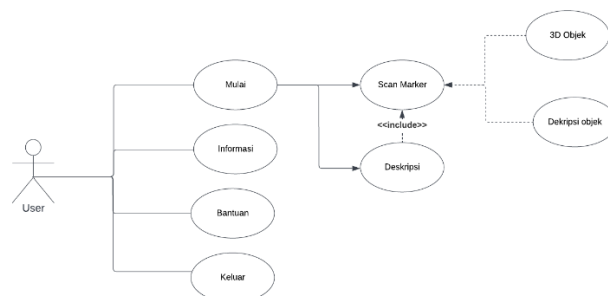 3D Objek
Mulai
Scan Marker
<<include>>
Dekripsi objek
Informasi
Deskripsi
User
Bantuan
Keluar